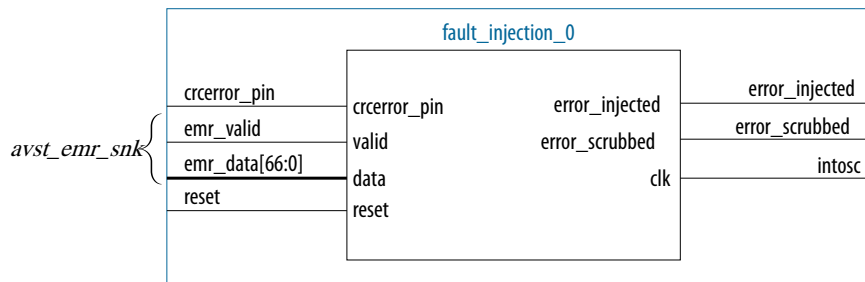 fault_injection_0
crcerror_pin
crcerror_pin
error_injected
error_injected
avst_emr_snk
emr_valid
valid
error_scrubbed
error_scrubbed
emr_data[66:0]
data
clk
intosc
reset
reset